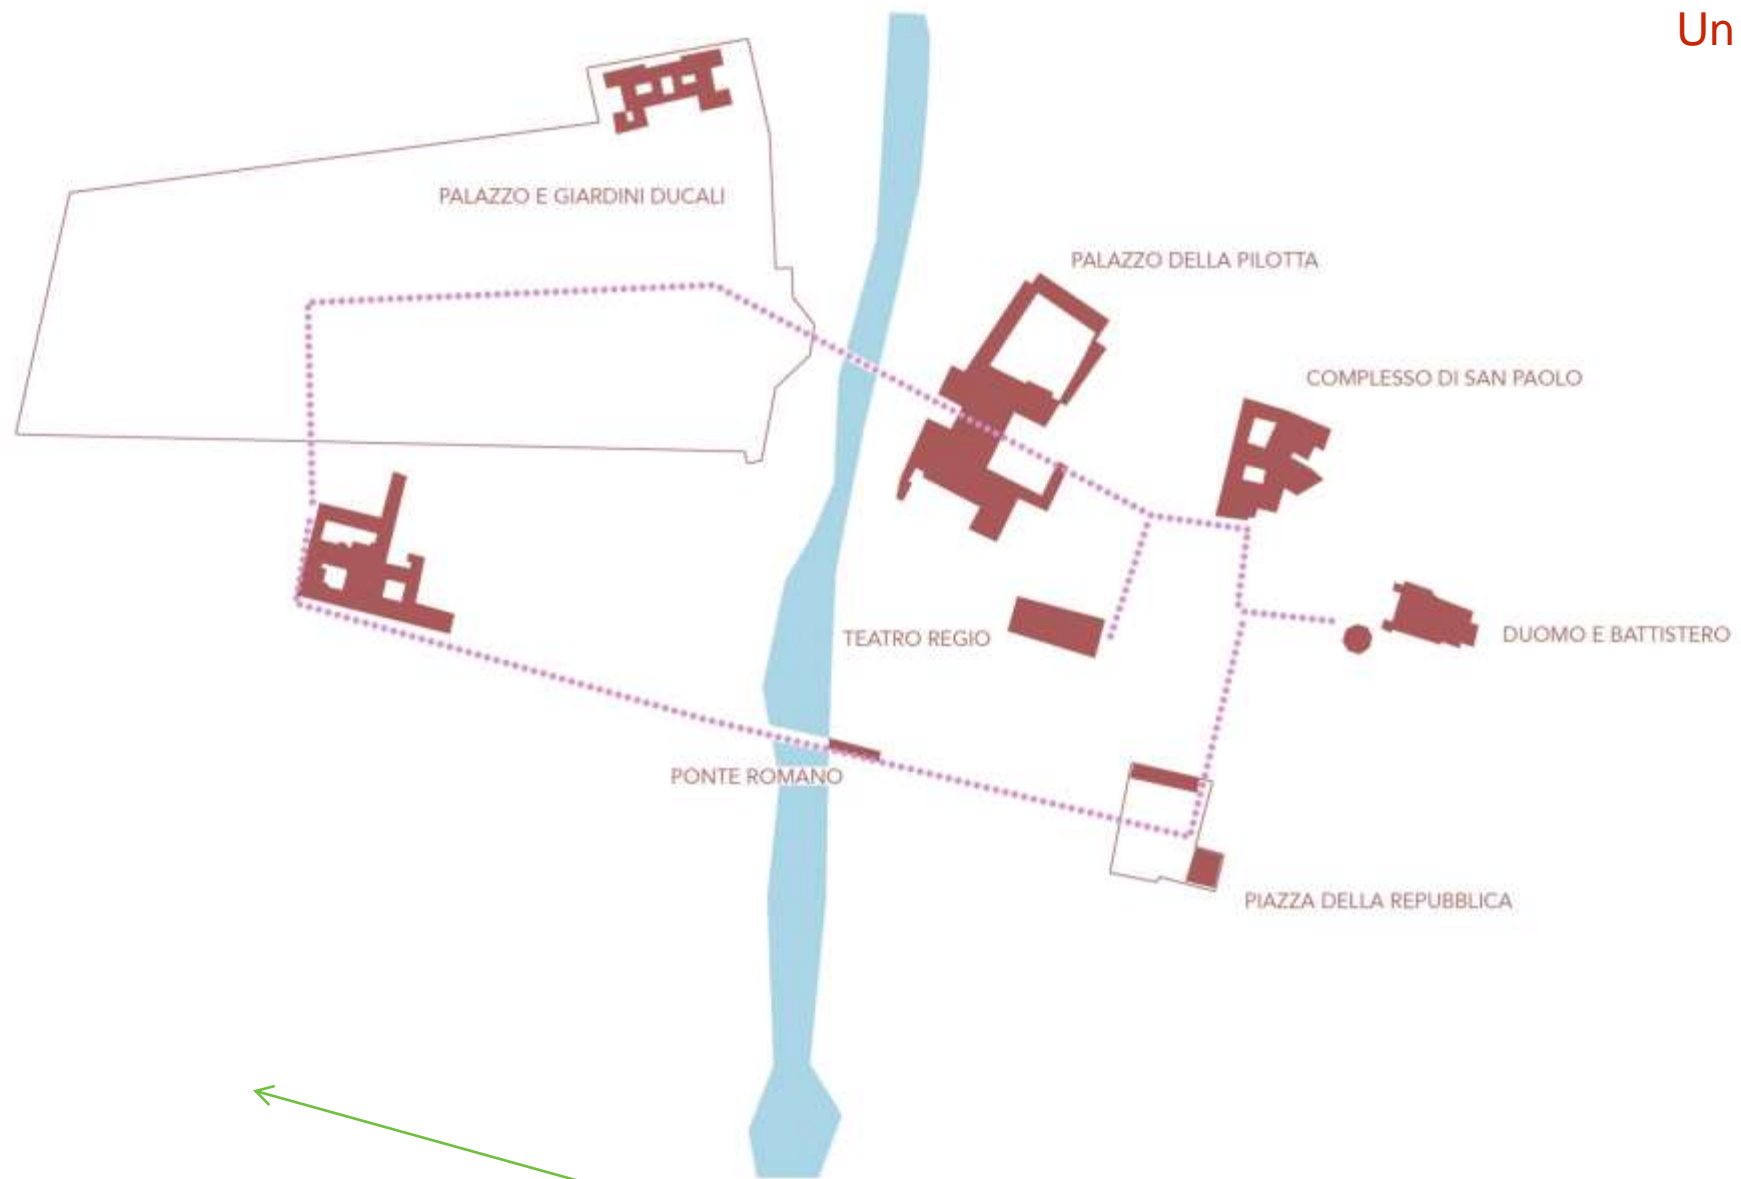 Un
PALAZZO E GIARDINI DUCALI
PALAZZO DELLA PILOTTA
COMPLESSO DI SAN PAOLO
TEATRO REGIO
DUOMO E BATTISTERO
PONTE ROMANO
PIAZZA DELLA REPUBBLICA